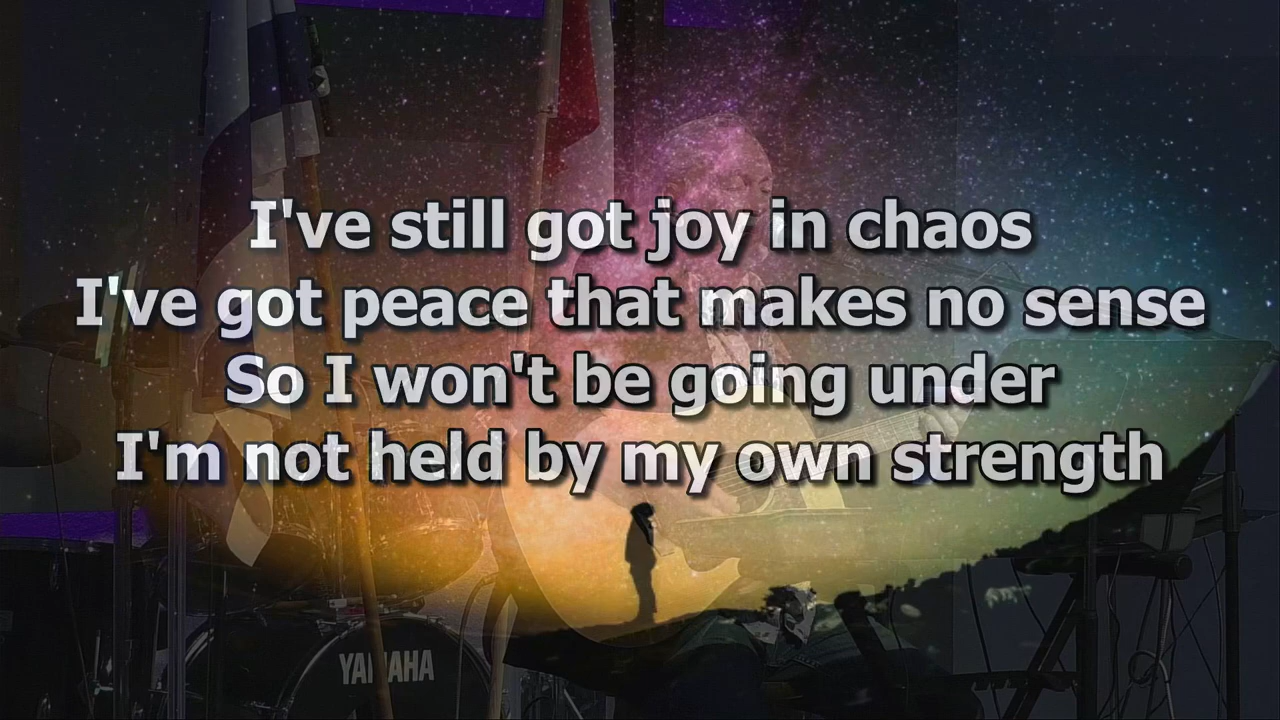 I've still got joy in chaos
I've got peace that makes no sense
So I won't be going under
I'm not held by my own strength
YAMAHA